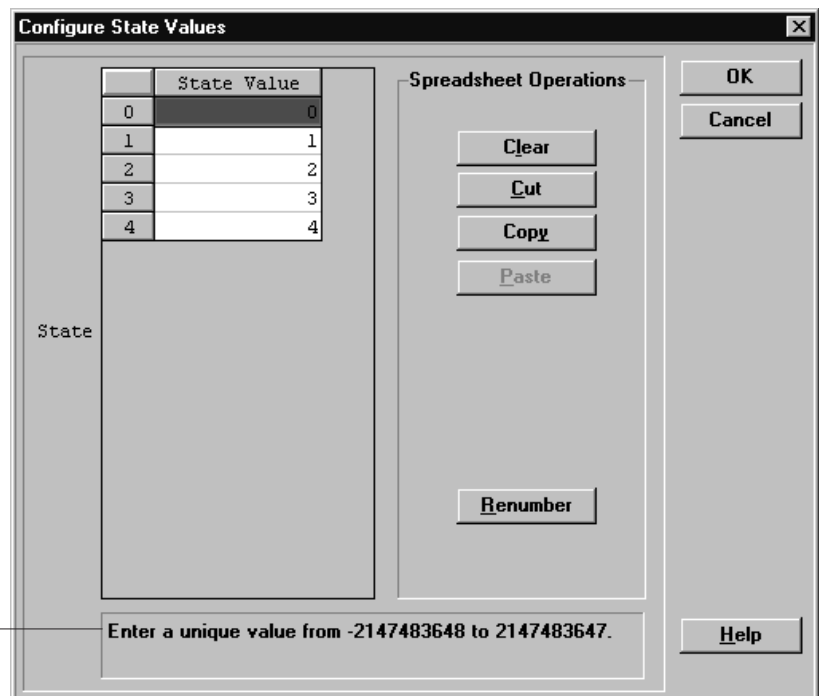 Configure State Values
State Value
0 0
1 1
2 2
3 3
4 4
State
Spreadsheet Operations
Clear
Cut
Copy
Paste
Renumber
OK
Cancel
Enter a unique value from -2147483648 to 2147483647.
Help